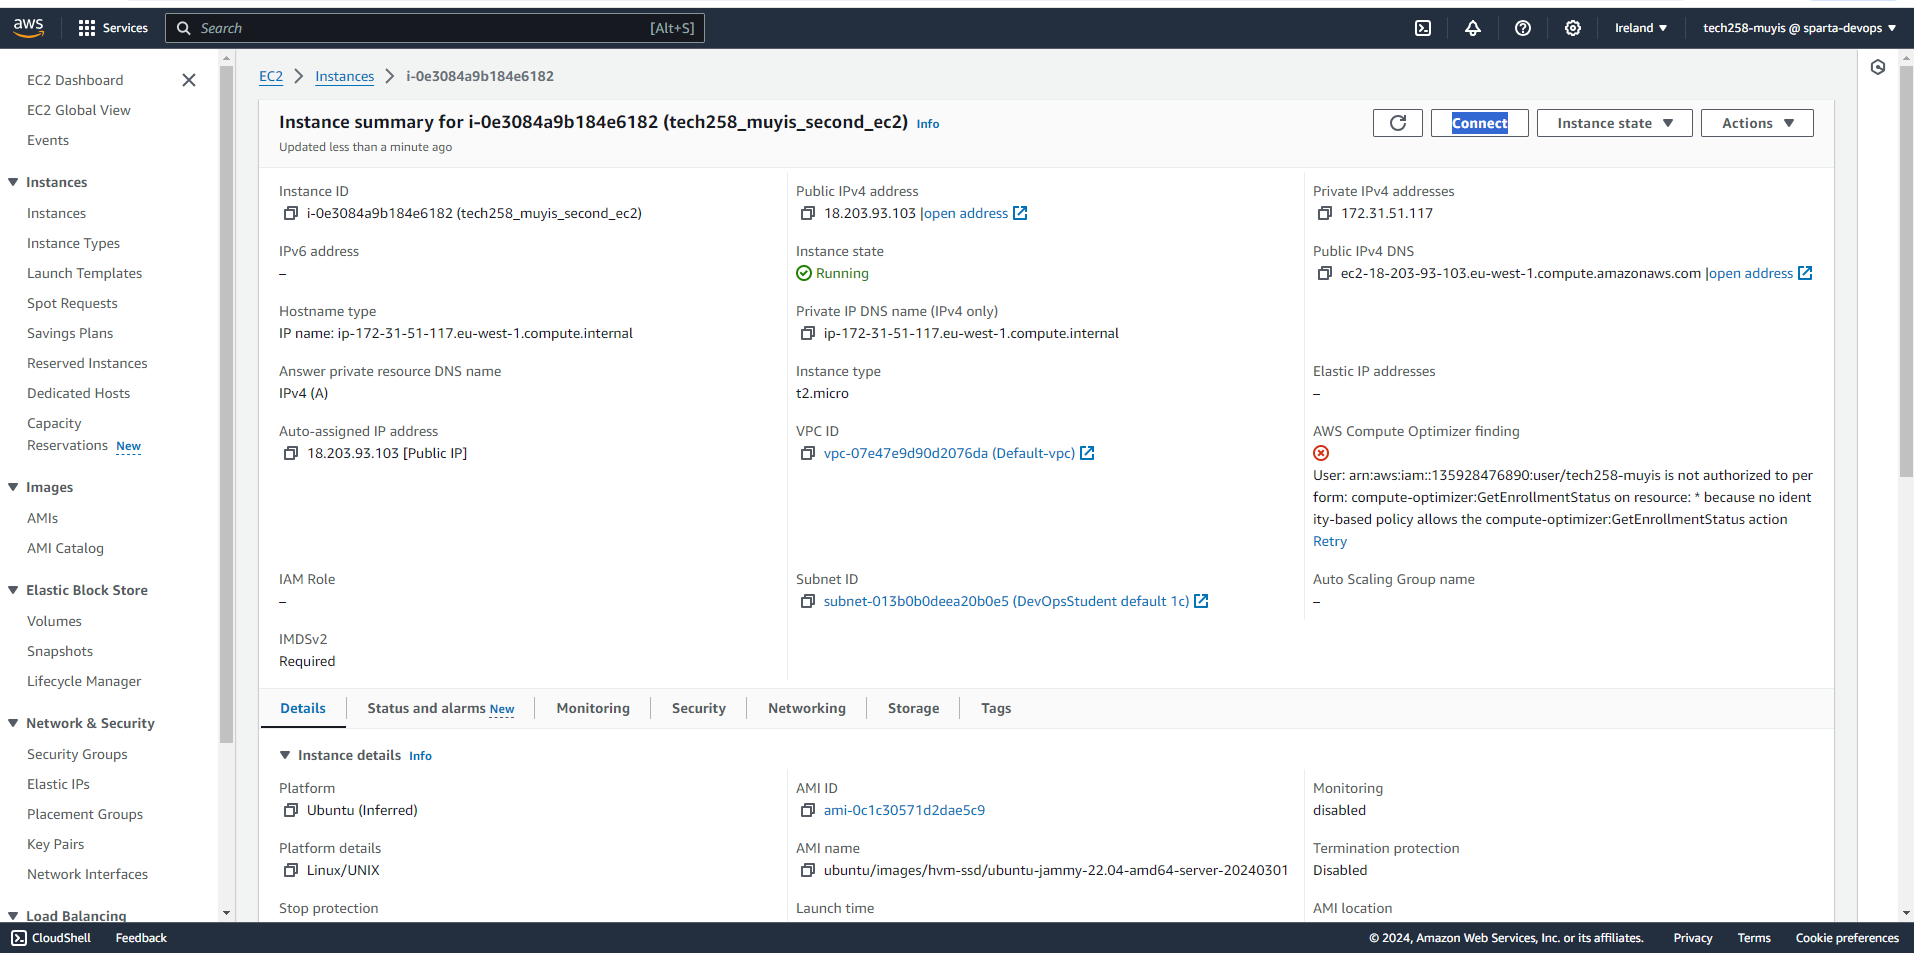 aws
Services
Search
[Alt+S]
Ireland
tech258-muyis @ sparta-devops
EC2 Dashboard
EC2 Global View
Events
Instances
Instances
Instance Types
Launch Templates
Spot Requests
Savings Plans
Reserved Instances
Dedicated Hosts
Capacity
Reservations New
Images
AMIs
AMI Catalog
Elastic Block Store
Volumes
Snapshots
Lifecycle Manager
Network & Security
Security Groups
Elastic IPs
Placement Groups
Key Pairs
Network Interfaces
Load Balancing
EC2
Instances
i-0e3084a9b184e6182
Instance summary for i-0e3084a9b184e6182 (tech258_muyis_second_ec2) Info
Updated less than a minute ago
Connect
Instance state
Actions
Instance ID
i-0e3084a9b184e6182 (tech258_muyis_second_ec2)
Public IPv4 address
18.203.93.103 |open address
Private IPv4 addresses
172.31.51.117
IPv6 address
–
Instance state
Running
Public IPv4 DNS
ec2-18-203-93-103.eu-west-1.compute.amazonaws.com |open address
Hostname type
IP name: ip-172-31-51-117.eu-west-1.compute.internal
Private IP DNS name (IPv4 only)
ip-172-31-51-117.eu-west-1.compute.internal
Answer private resource DNS name
IPv4 (A)
Instance type
t2.micro
Elastic IP addresses
–
Auto-assigned IP address
18.203.93.103 [Public IP]
VPC ID
vpc-07e47e9d90d2076da (Default-vpc)
AWS Compute Optimizer finding
User: arn:aws:iam::135928476890:user/tech258-muyis is not authorized to per
form: compute-optimizer:GetEnrollmentStatus on resource: * because no ident
ity-based policy allows the compute-optimizer:GetEnrollmentStatus action
Retry
IAM Role
–
Subnet ID
subnet-013b0b0deea20b0e5 (DevOpsStudent default 1c)
Auto Scaling Group name
–
IMDSv2
Required
Details
Status and alarms New
Monitoring
Security
Networking
Storage
Tags
Instance details Info
Platform
Ubuntu (Inferred)
AMI ID
ami-0c1c30571d2dae5c9
Monitoring
disabled
Platform details
Linux/UNIX
AMI name
ubuntu/images/hvm-ssd/ubuntu-jammy-22.04-amd64-server-20240301
Termination protection
Disabled
Stop protection
Launch time
AMI location
CloudShell
Feedback
© 2024, Amazon Web Services, Inc. or its affiliates.
Privacy
Terms
Cookie preferences